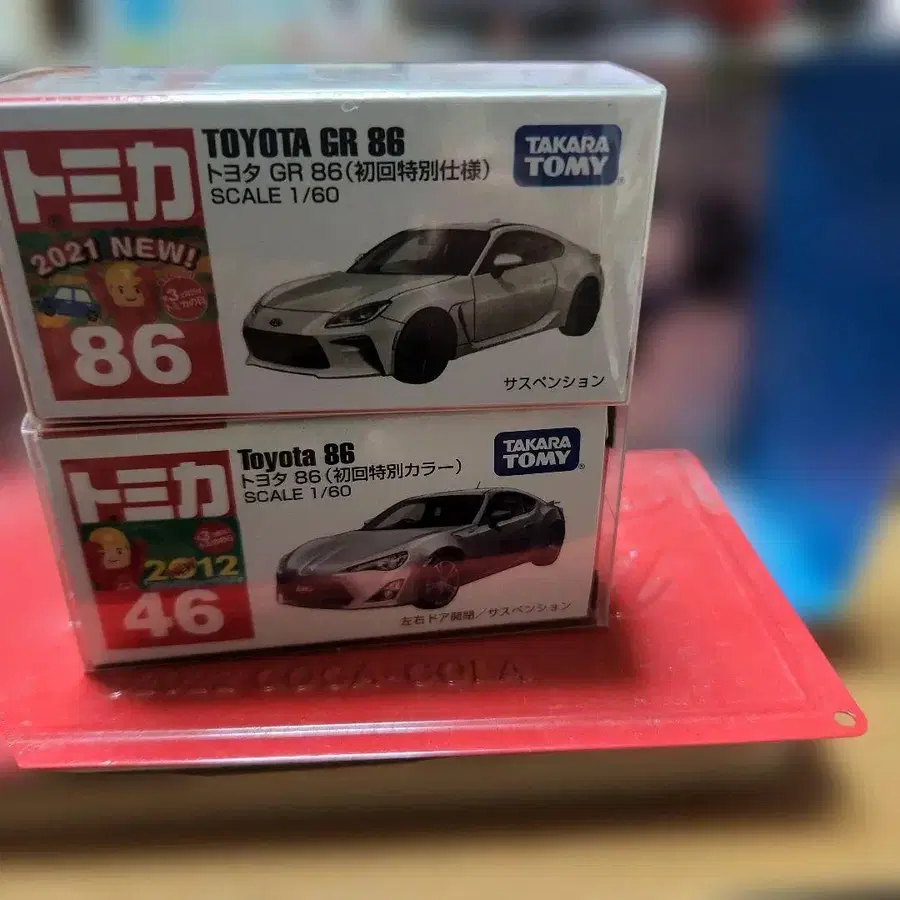 トミカ
2021 NEW!
86
TOYOTA GR 86
トヨタ GR 86(初回特別仕様)
SCALE 1/60
TAKARA
TOMY
サスペンション
トミカ
2012
46
Toyota 86
トヨタ 86(初回特別カラー)
SCALE 1/60
TAKARA
TOMY
左右ドア開閉/サスペンション
COCA-COLA